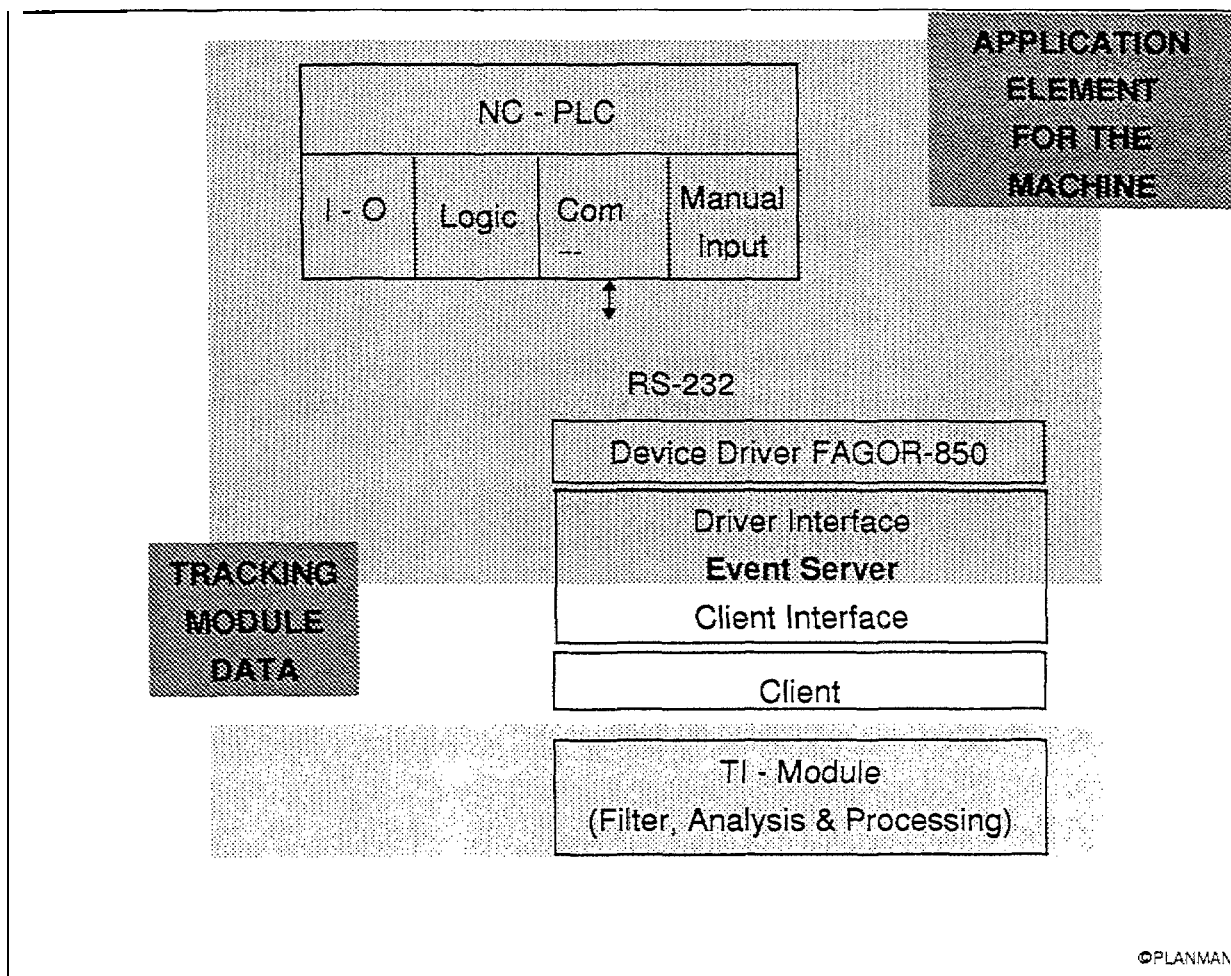 APPLICATION
ELEMENT
FOR THE
MACHINE
NC - PLC
I - O
Logic
Com
--
Manual
Input
RS-232
Device Driver FAGOR-850
Driver Interface
Event Server
Client Interface
TRACKING
MODULE
DATA
Client
TI - Module
(Filter, Analysis & Processing)
©PLANMAN